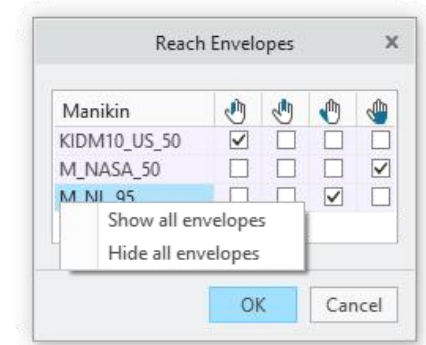 Reach Envelopes
Manikin
KIDM10_US_50
M_NASA_50
M_NL_95
Show all envelopes
Hide all envelopes
OK Cancel